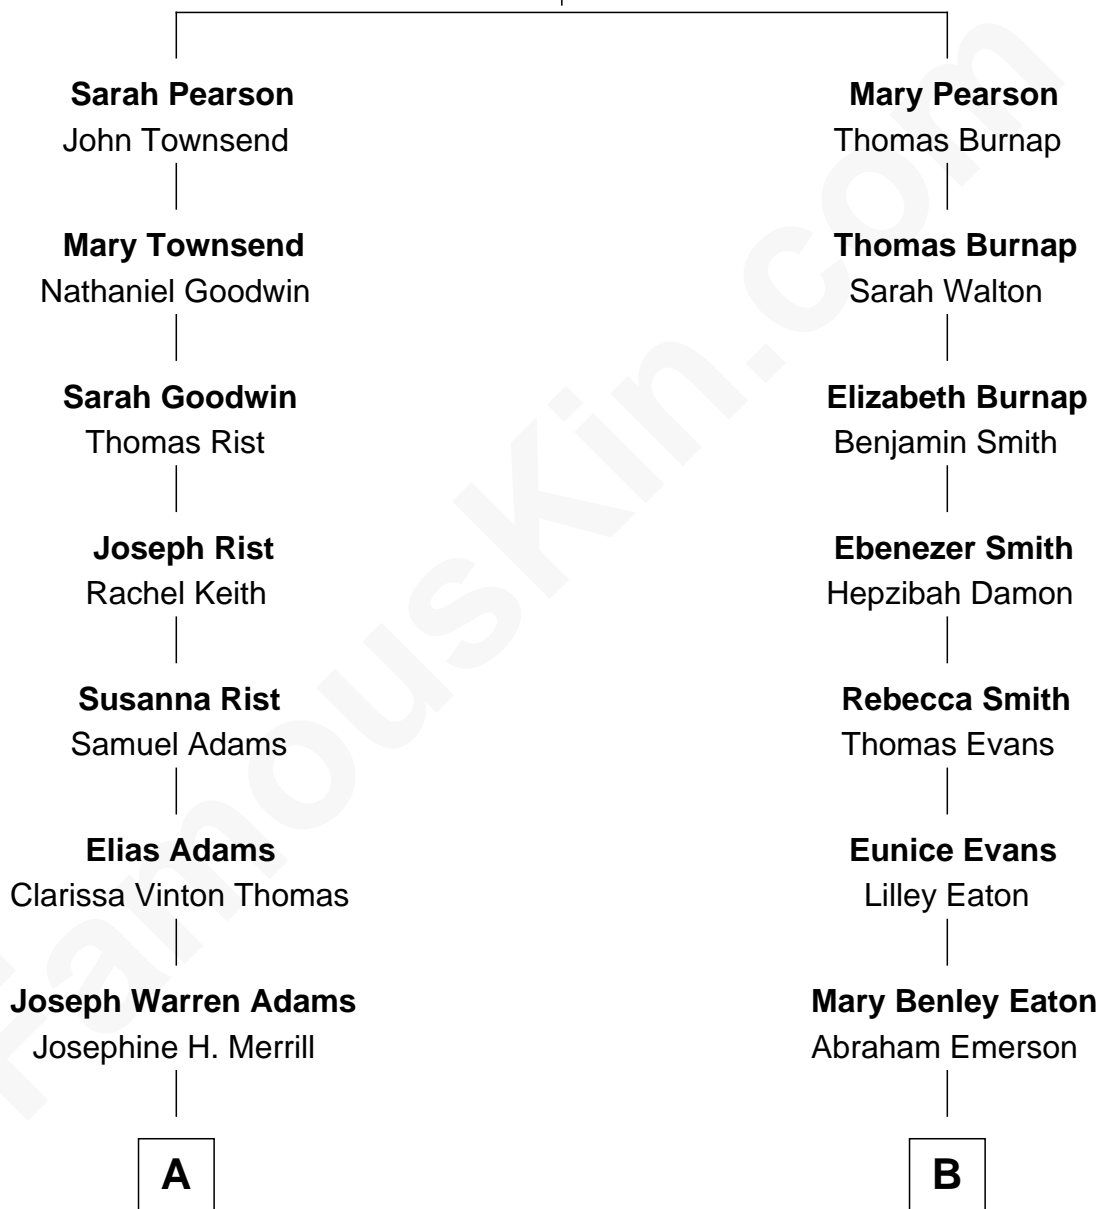 Sarah Pearson
John Townsend
Mary Townsend
Nathaniel Goodwin
Sarah Goodwin
Thomas Rist
Joseph Rist
Rachel Keith
Susanna Rist
Samuel Adams
Elias Adams
Clarissa Vinton Thomas
Joseph Warren Adams
Josephine H. Merrill
A
Mary Pearson
Thomas Burnap
Thomas Burnap
Sarah Walton
Elizabeth Burnap
Benjamin Smith
Ebenezer Smith
Hepzibah Damon
Rebecca Smith
Thomas Evans
Eunice Evans
Lilley Eaton
Mary Benley Eaton
Abraham Emerson
B
FamousKin.com